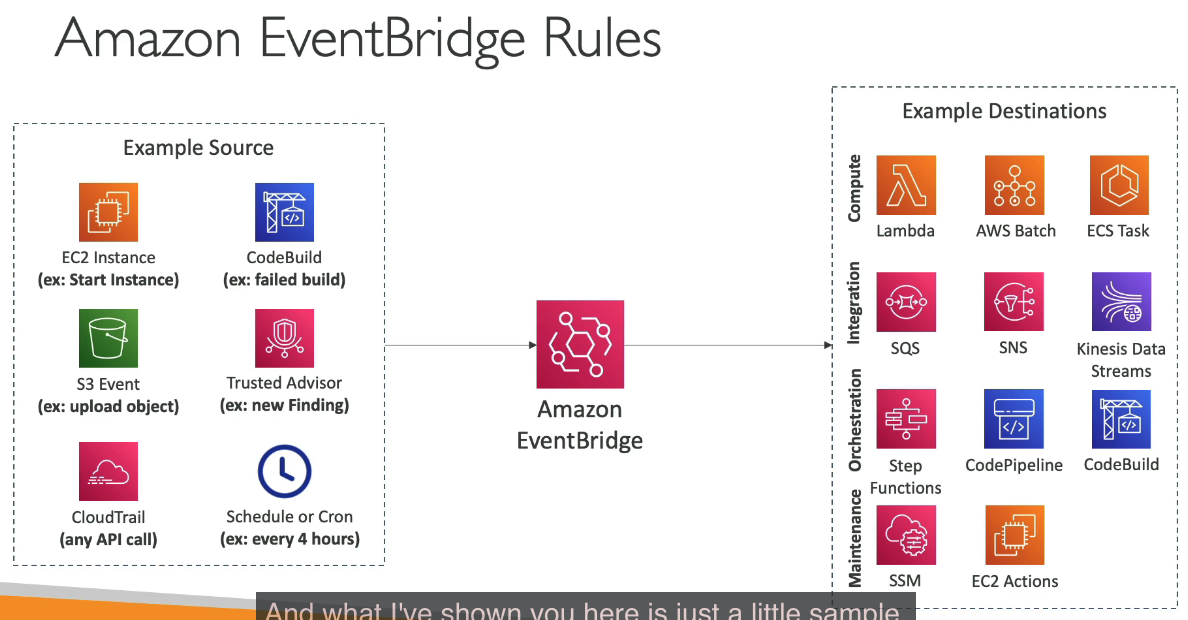 Amazon EventBridge Rules
Example Source
EC2 Instance
(ex: Start Instance)
CodeBuild
(ex: failed build)
S3 Event
(ex: upload object)
Trusted Advisor
(ex: new Finding)
CloudTrail
(any API call)
Schedule or Cron
(ex: every 4 hours)
Amazon
EventBridge
Example Destinations
Compute
Lambda
AWS Batch
ECS Task
Integration
SQS
SNS
Kinesis Data
Streams
Orchestration
Step
Functions
CodePipeline
CodeBuild
Maintenance
SSM
EC2 Actions
And what I've shown you here is just a little sample